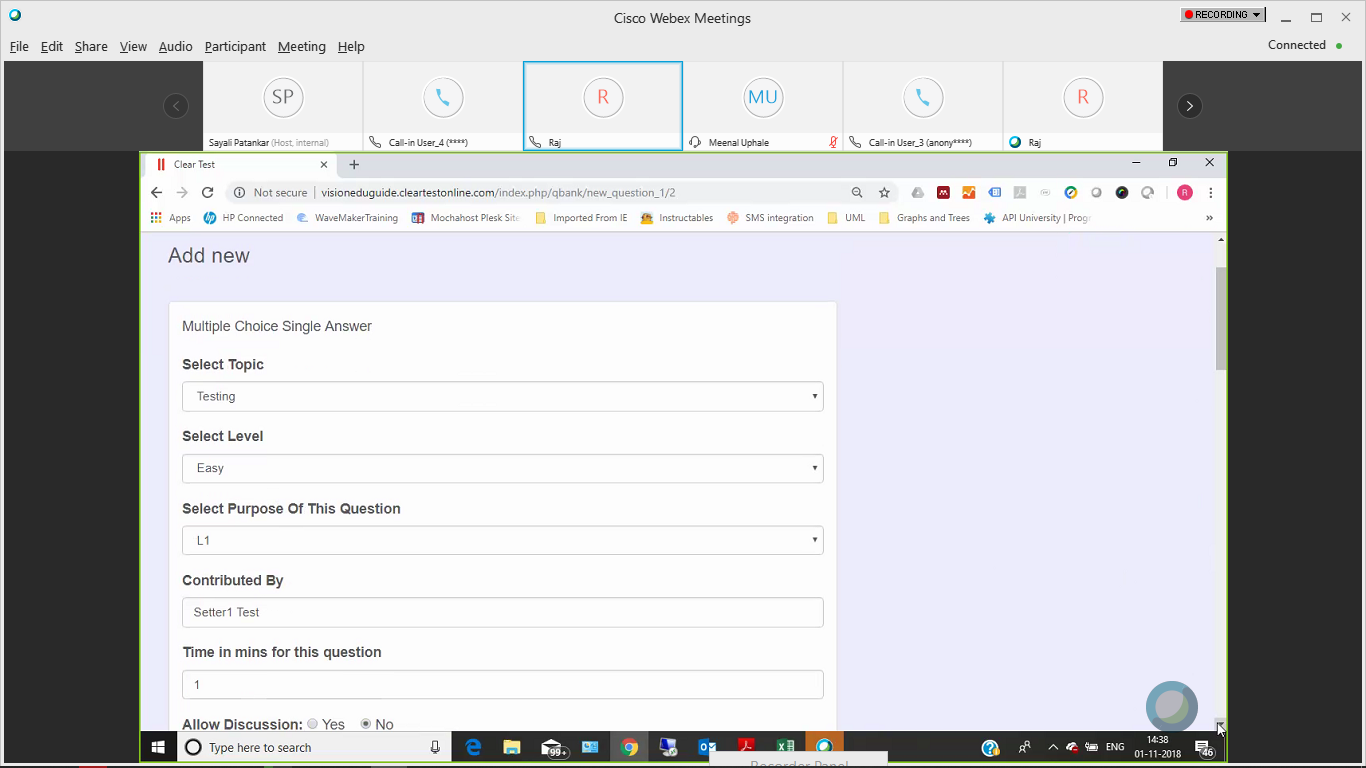 Cisco Webex Meetings
RECORDING
File Edit Share View Audio Participant Meeting Help
Connected
SP
R
MU
R
Sayali Patankar (Host, internal)
Call-in User_4 (****)
Raj
Meenal Uphale
Call-in User_3 (anony****)
Raj
Clear Test
Not secure | visioneduguide.cleartestonline.com/index.php/qbank/new_question_1/2
R
Apps HP Connected WaveMakerTraining Mochahost Plesk Site Imported From IE Instructables SMS integration UML Graphs and Trees API University | Prog
Add new
Multiple Choice Single Answer
Select Topic
Testing
Select Level
Easy
Select Purpose Of This Question
L1
Contributed By
Setter1 Test
Time in mins for this question
1
Allow Discussion: Yes No
Type here to search
99+
ENG
14:38
01-11-2018
46
Recorder Panel